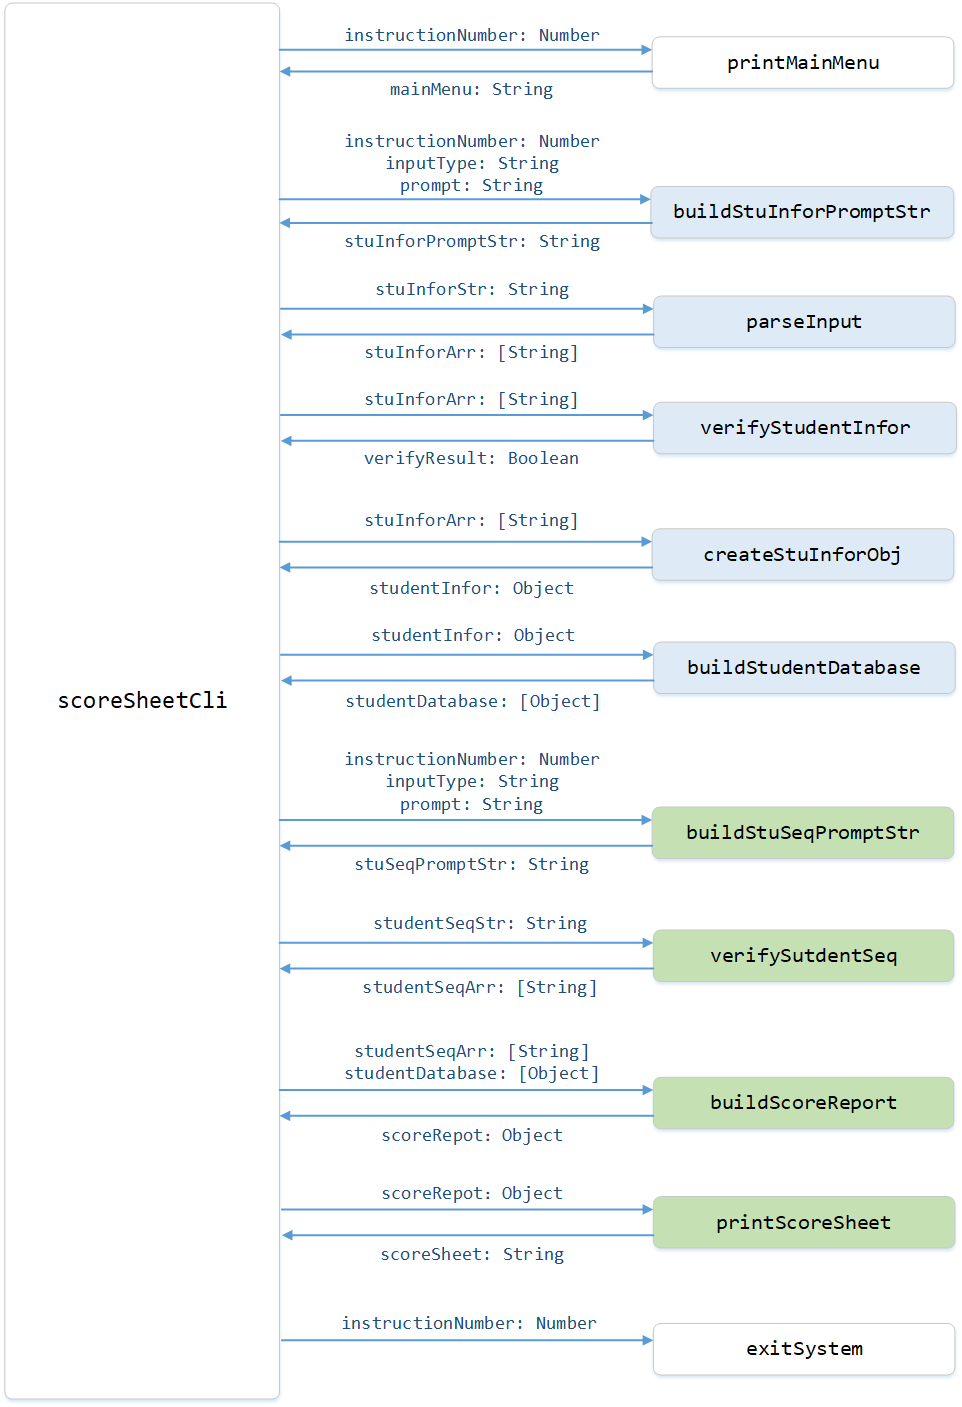 instructionNumber: Number
printMainMenu
mainMenu: String
instructionNumber: Number
inputType: String
prompt: String
buildStuInforPromptStr
stuInforPromptStr: String
stuInforStr: String
parseInput
stuInforArr: [String]
stuInforArr: [String]
verifyStudentInfor
verifyResult: Boolean
stuInforArr: [String]
createStuInforObj
studentInfor: Object
studentInfor: Object
buildStudentDatabase
scoreSheetCli
studentDatabase: [Object]
instructionNumber: Number
inputType: String
prompt: String
buildStuSeqPromptStr
stuSeqPromptStr: String
studentSeqStr: String
verifySutdentSeq
studentSeqArr: [String]
studentSeqArr: [String]
studentDatabase: [Object]
buildScoreReport
scoreRepot: Object
scoreRepot: Object
printScoreSheet
scoreSheet: String
instructionNumber: Number
exitSystem